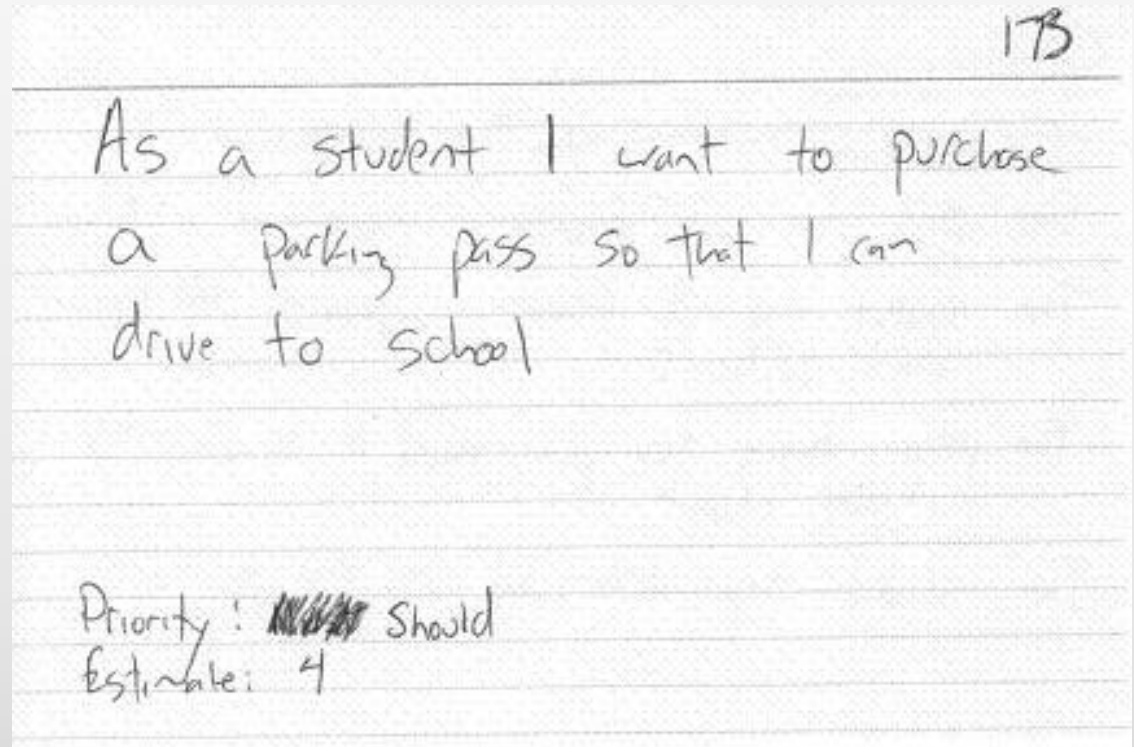 173
As a student I want to purchase
a parking pass so that I can
drive to school
Priority: Should
Estimate: 4